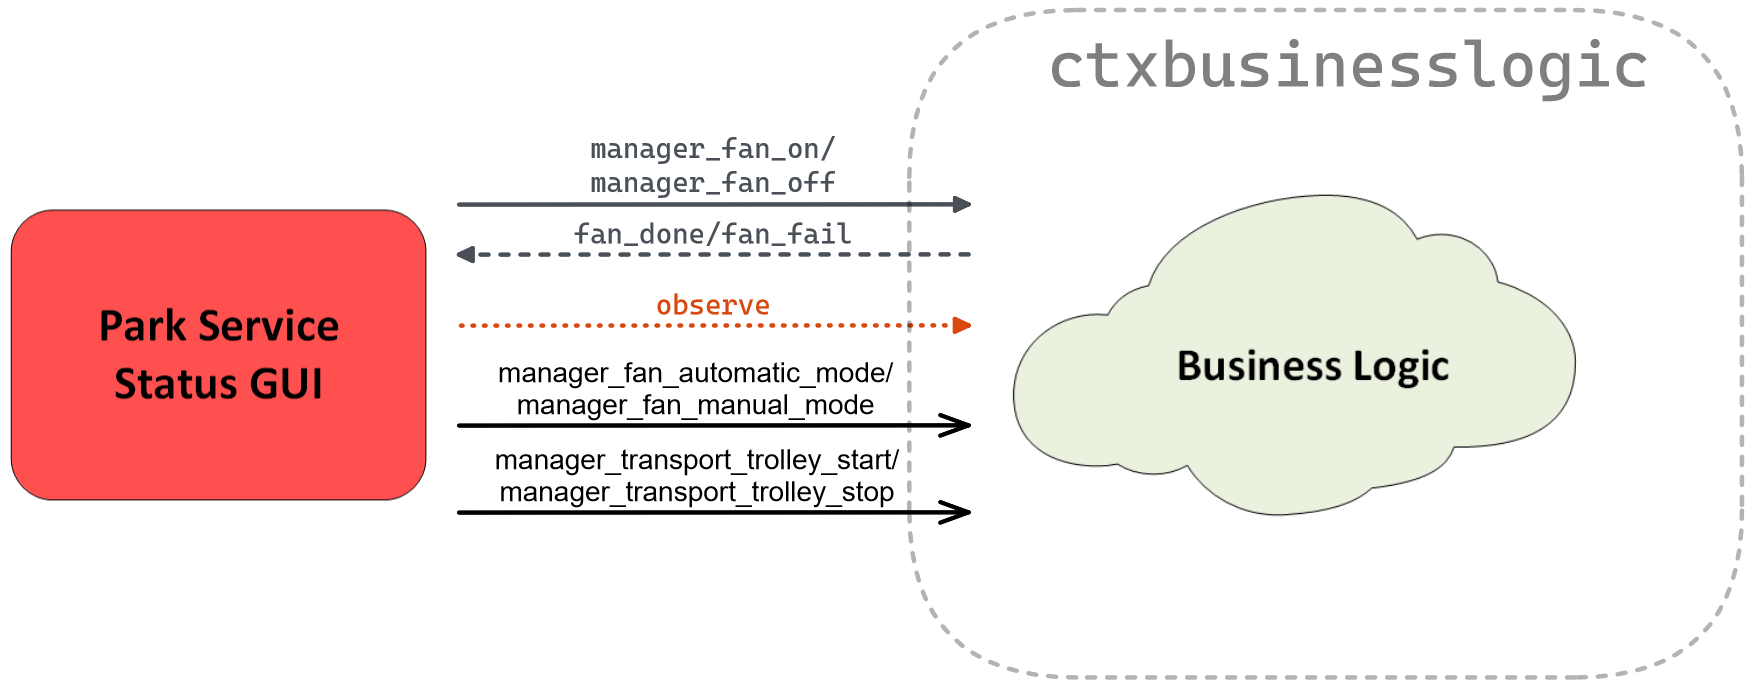 ctxbusinesslogic
manager_fan_on/
manager_fan_off
fan_done/fan_fail
observe
manager_fan_automatic_mode/
manager_fan_manual_mode
manager_transport_trolley_start/
manager_transport_trolley_stop
Park Service
Status GUI
Business Logic